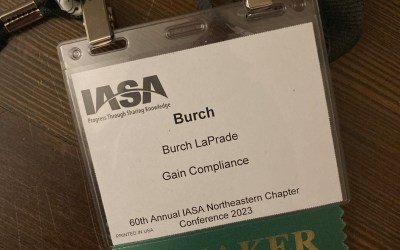 IASA
Progress Through Sharing Knowledge
Burch
Burch LaPrade
Gain Compliance
60th Annual IASA Northeastern Chapter
Conference 2023
PRINTED IN USA